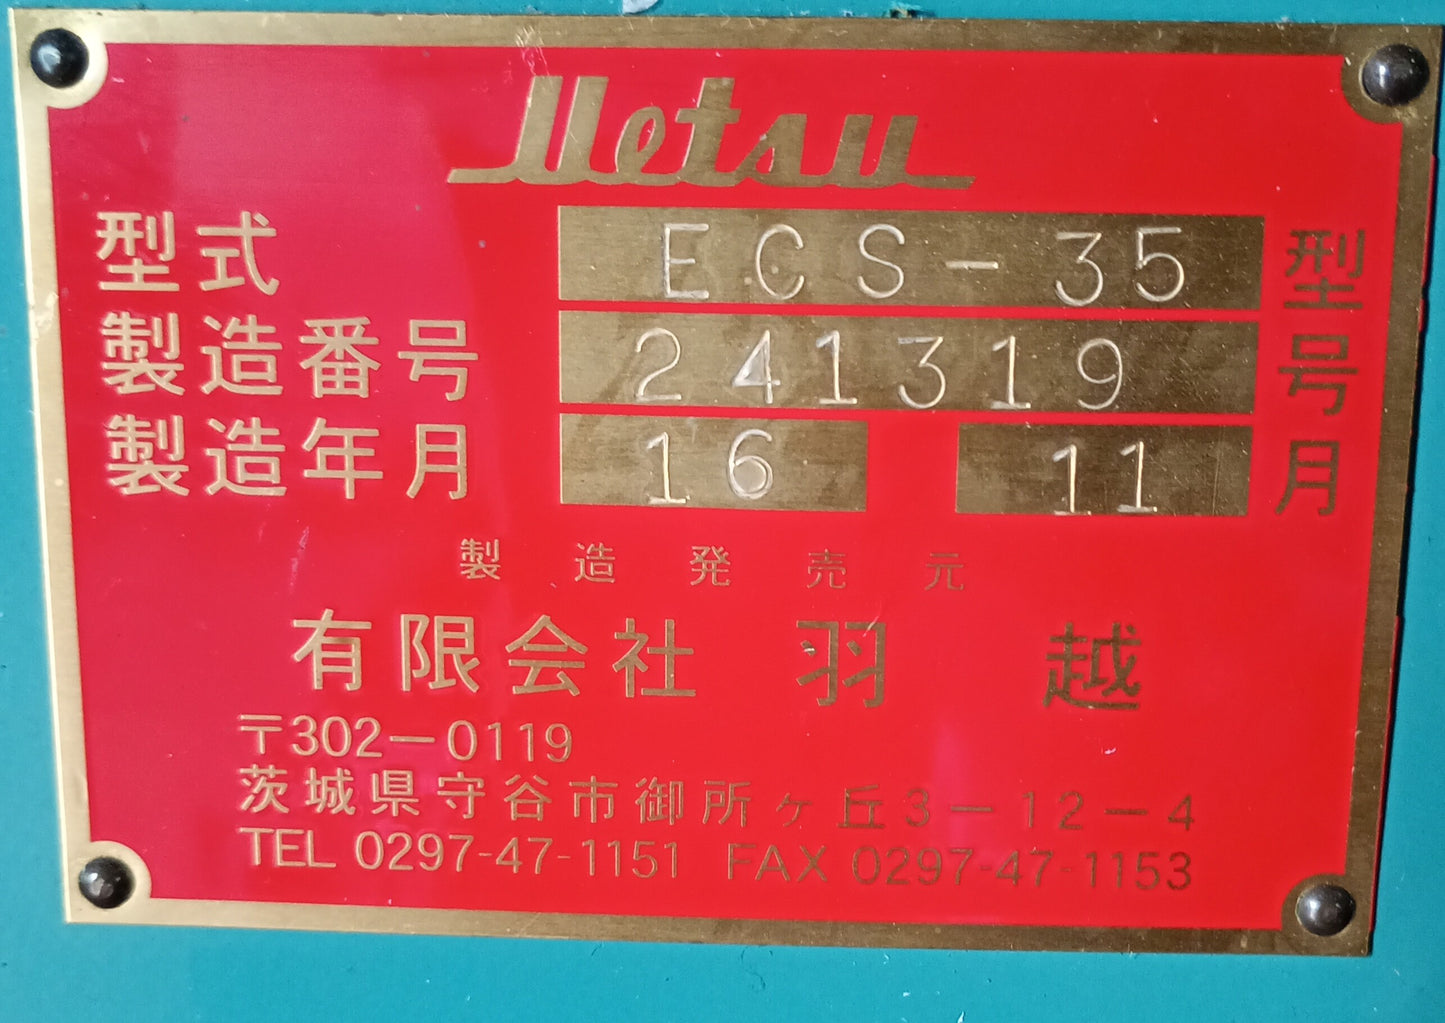 Metsu
型式 ECS-35 型
製造番号 241319 号
製造年月 16 11 月
製造発売元
有限会社 羽越
〒302-0119
茨城県守谷市御所ヶ丘3-12-4
TEL 0297-47-1151 FAX 0297-47-1153